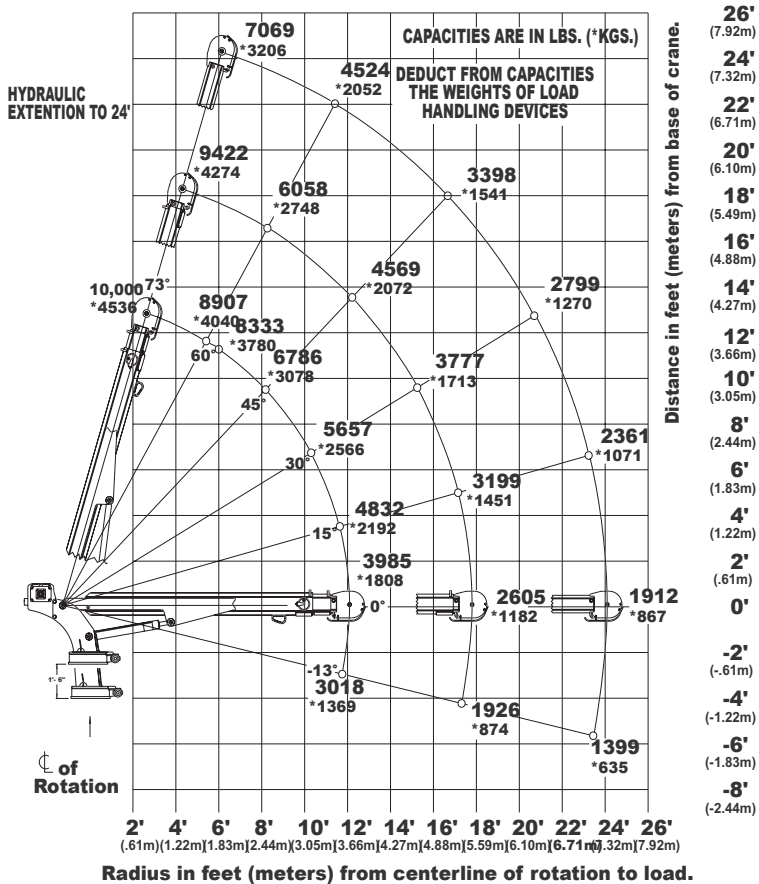 7069
*3206
CAPACITIES ARE IN LBS. (*KGS.)
26'
(7.92m)
HYDRAULIC
EXTENTION TO 24'
4524
*2052
DEDUCT FROM CAPACITIES
THE WEIGHTS OF LOAD
HANDLING DEVICES
24'
(7.32m)
22'
(6.71m)
9422
*4274
3398
*1541
20'
(6.10m)
6058
*2748
18'
(5.49m)
16'
(4.88m)
10,000
*4536
73°
4569
*2072
2799
*1270
14'
(4.27m)
8907
*4040
60°
8333
*3780
12'
(3.66m)
6786
*3078
45°
3777
*1713
10'
(3.05m)
Distance in feet (meters) from base of crane.
5657
*2566
30°
2361
*1071
8'
(2.44m)
3199
*1451
6'
(1.83m)
4832
*2192
15°
4'
(1.22m)
3985
*1808
0°
2'
(.61m)
2605
*1182
1912
*867
0'
1'- 6"
-13°
3018
*1369
-2'
(-.61m)
1926
*874
-4'
(-1.22m)
1399
*635
-6'
(-1.83m)
℄ of
Rotation
-8'
(-2.44m)
2' 4' 6' 8' 10' 12' 14' 16' 18' 20' 22' 24' 26'
(.61m) (1.22m) (1.83m) (2.44m) (3.05m) (3.66m) (4.27m) (4.88m) (5.59m) (6.10m) (6.71m) (7.32m) (7.92m)
Radius in feet (meters) from centerline of rotation to load.